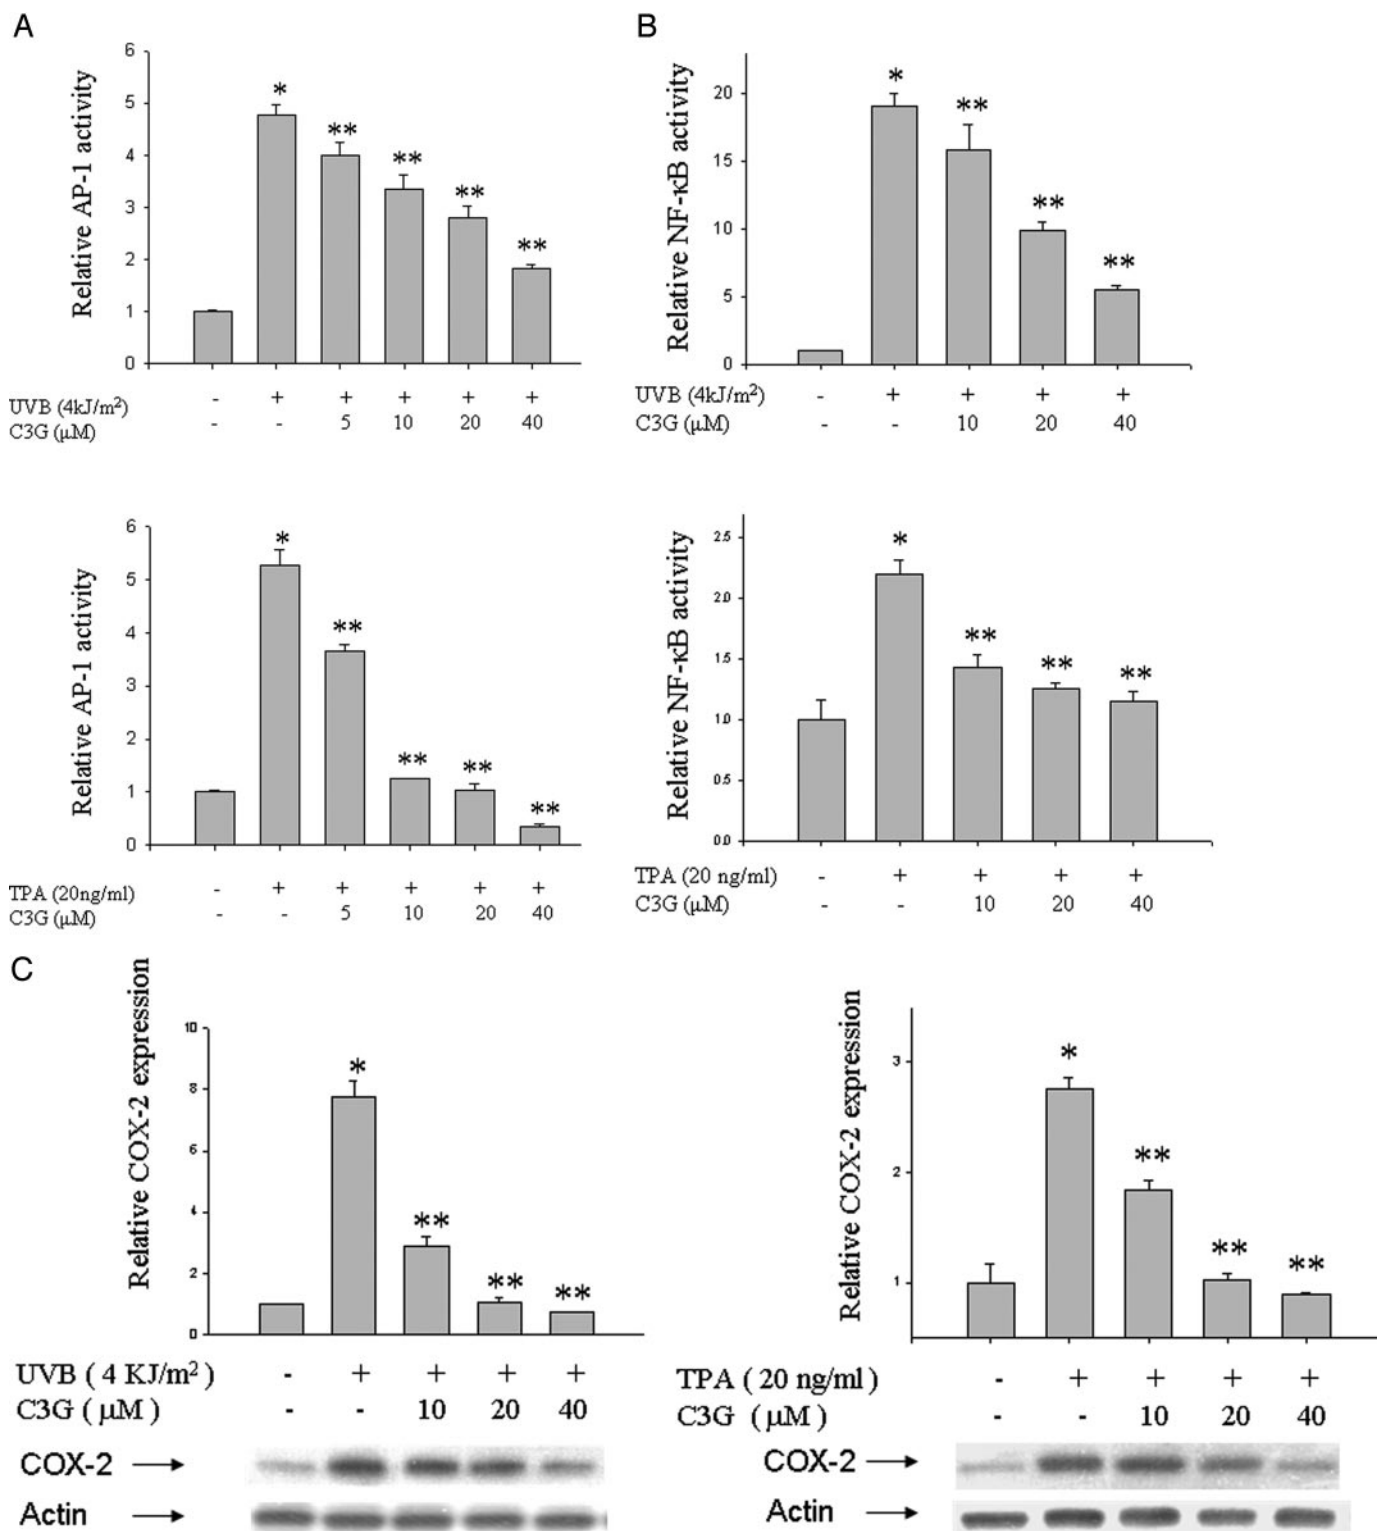 A
Relative AP-1 activity
6
5
4
3
2
1
0
*
**
**
**
**
UVB (4kJ/m²) - + + + + +
C3G (μM) - - 5 10 20 40
B
Relative NF-κB activity
20
15
10
5
0
*
**
**
**
UVB (4kJ/m²) - + + + +
C3G (μM) - - 10 20 40
Relative AP-1 activity
6
5
4
3
2
1
0
*
**
**
**
**
TPA (20ng/ml) - + + + + +
C3G (μM) - - 5 10 20 40
Relative NF-κB activity
2.5
2.0
1.5
1.0
0.5
0.0
*
**
**
**
TPA (20 ng/ml) - + + + +
C3G (μM) - - 10 20 40
C
Relative COX-2 expression
10
8
6
4
2
0
*
**
**
**
UVB ( 4 KJ/m² ) - + + + +
C3G ( μM ) - - 10 20 40
COX-2
Actin
Relative COX-2 expression
3
2
1
*
**
**
**
TPA ( 20 ng/ml ) - + + + +
C3G ( μM ) - - 10 20 40
COX-2
Actin